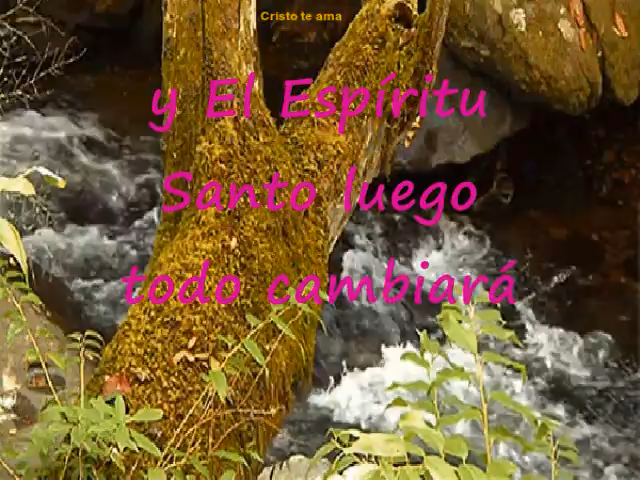 Cristo te ama
y El Espíritu
Santo luego
todo cambiará